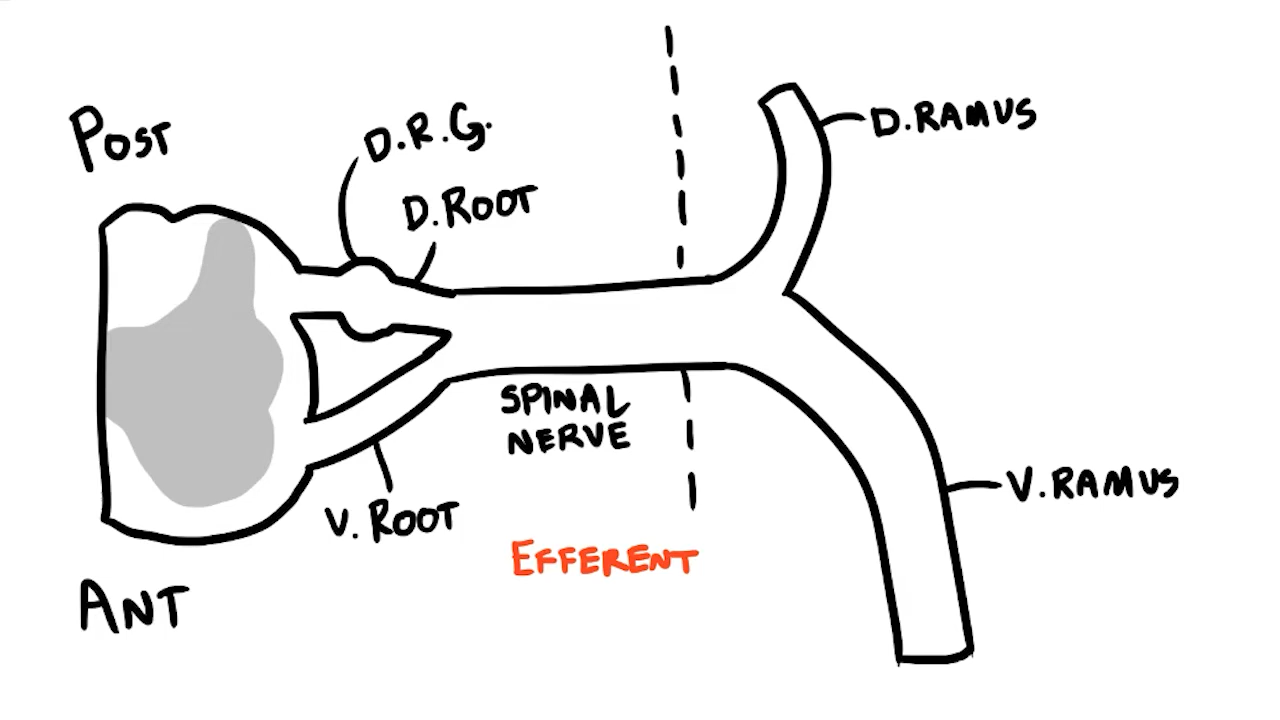 POST
D.R.G.
D. ROOT
D. RAMUS
SPINAL
NERVE
V. RAMUS
V. ROOT
EFFERENT
ANT